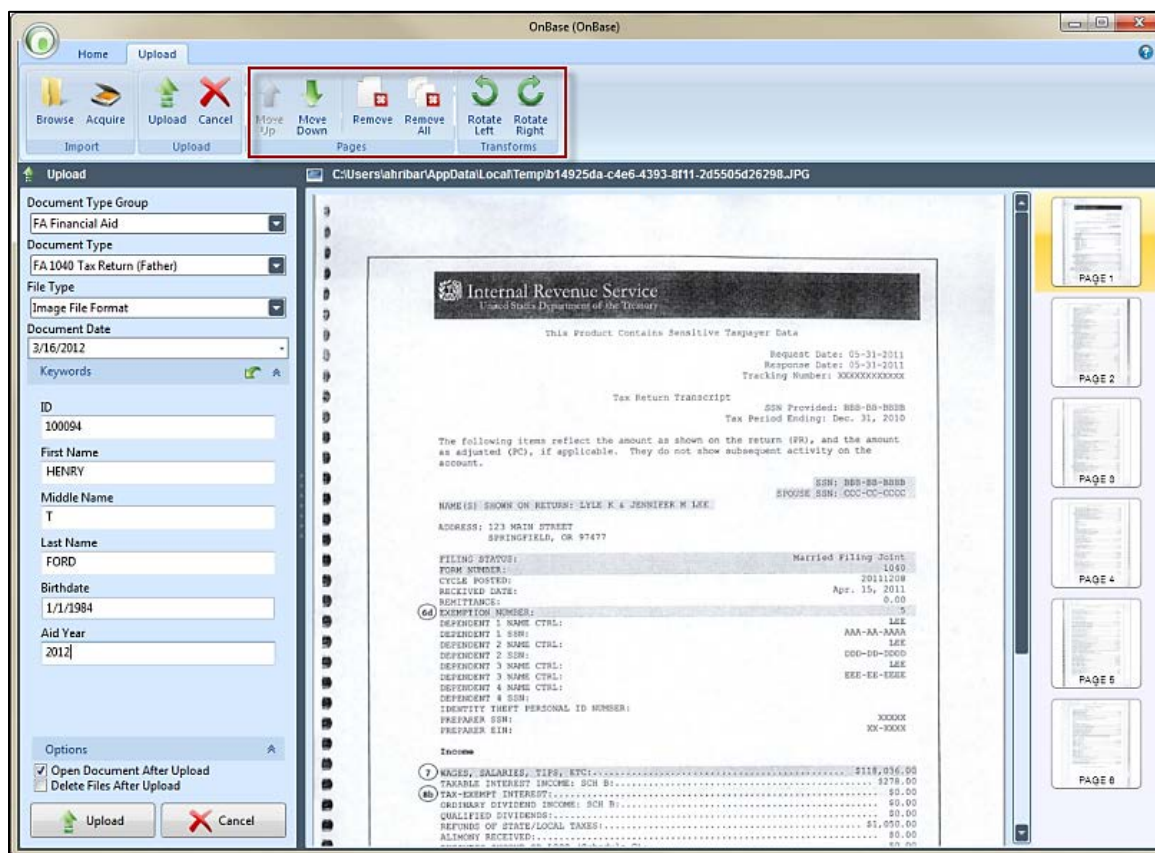 OnBase (OnBase)
Home Upload
Browse Acquire Upload Cancel Move Up Move Down Remove Remove All Rotate Left Rotate Right
Import Upload Pages Transforms
Upload
C:\Users\ahribar\AppData\Local\Temp\b14925da-c4e6-4393-8f11-2d5505d26298.JPG
Document Type Group
FA Financial Aid
Document Type
FA 1040 Tax Return (Father)
File Type
Image File Format
Document Date
3/16/2012
Keywords
ID
100094
First Name
HENRY
Middle Name
T
Last Name
FORD
Birthdate
1/1/1984
Aid Year
2012
Options
Open Document After Upload
Delete Files After Upload
Upload Cancel
Internal Revenue Service
United States Department of the Treasury
This Product Contains Sensitive Taxpayer Data
Request Date: 05-31-2011
Response Date: 05-31-2011
Tracking Number: XXXXXXXXXXXX
Tax Return Transcript
SSN Provided: BBB-BB-BBBB
Tax Period Ending: Dec. 31, 2010
The following items reflect the amount as shown on the return (PR), and the amount
as adjusted (PC), if applicable. They do not show subsequent activity on the
account.
SSN: BBB-BB-BBBB
SPOUSE SSN: CCC-CC-CCCC
NAME(S) SHOWN ON RETURN: LYLE K & JENNIFER M LEE
ADDRESS: 123 MAIN STREET
SPRINGFIELD, OR 97477
FILING STATUS: Married Filing Joint
FORM NUMBER: 1040
CYCLE POSTED: 20111208
RECEIVED DATE: Apr. 15, 2011
REMITTANCE: 0.00
6d EXEMPTION NUMBER: 5
DEPENDENT 1 NAME CTRL: LEE
DEPENDENT 1 SSN: AAA-AA-AAAA
DEPENDENT 2 NAME CTRL: LEE
DEPENDENT 2 SSN: DDD-DD-DDDD
DEPENDENT 3 NAME CTRL: LEE
DEPENDENT 3 NAME CTRL: EEE-EE-EEEE
DEPENDENT 4 NAME CTRL:
DEPENDENT 4 SSN:
IDENTITY THEFT PERSONAL ID NUMBER:
PREPARER SSN: XXXXX
PREPARER EIN: XX-XXXX
Income
7 WAGES, SALARIES, TIPS, ETC: $118,036.00
TAXABLE INTEREST INCOME: SCH B: $278.00
8b TAX-EXEMPT INTEREST: $0.00
ORDINARY DIVIDEND INCOME: SCH B: $0.00
QUALIFIED DIVIDENDS: $0.00
REFUNDS OF STATE/LOCAL TAXES: $1,050.00
ALIMONY RECEIVED: $0.00
PAGE 1
PAGE 2
PAGE 3
PAGE 4
PAGE 5
PAGE 6